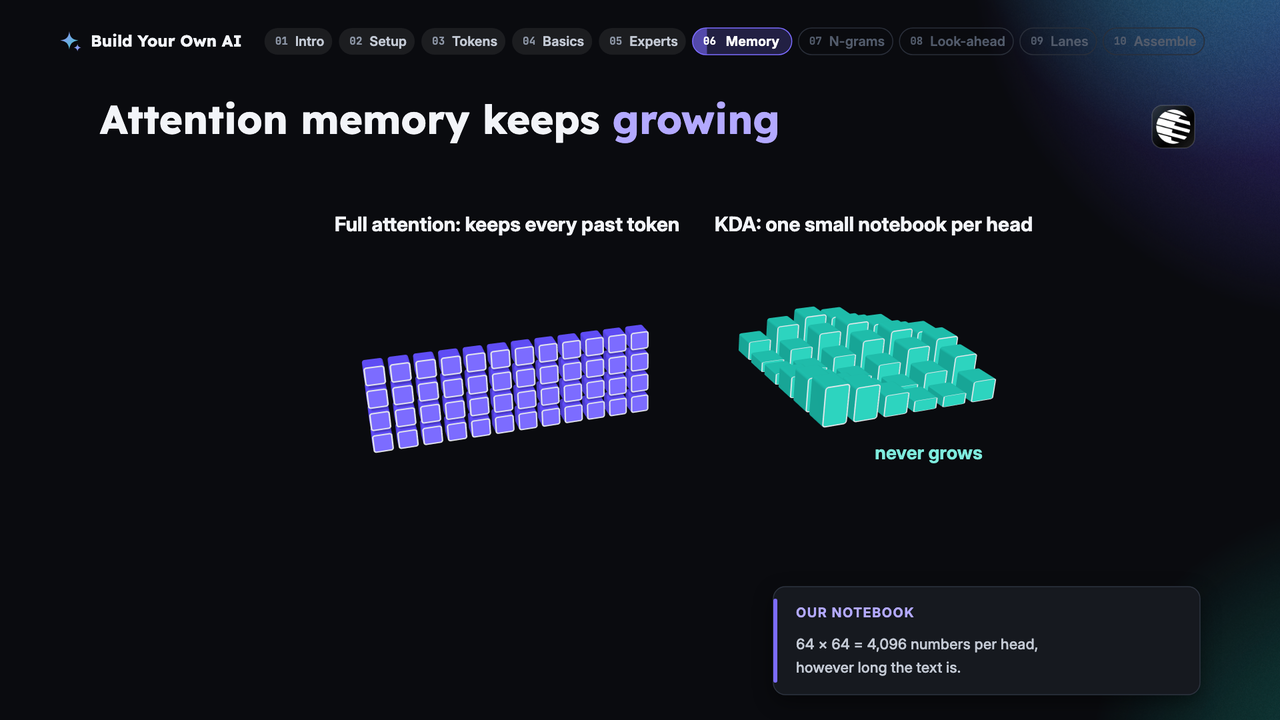 Build Your Own AI
01 Intro
02 Setup
03 Tokens
04 Basics
05 Experts
06 Memory
07 N-grams
08 Look-ahead
09 Lanes
10 Assemble
Attention memory keeps growing
Full attention: keeps every past token
KDA: one small notebook per head
never grows
OUR NOTEBOOK
64 × 64 = 4,096 numbers per head,
however long the text is.